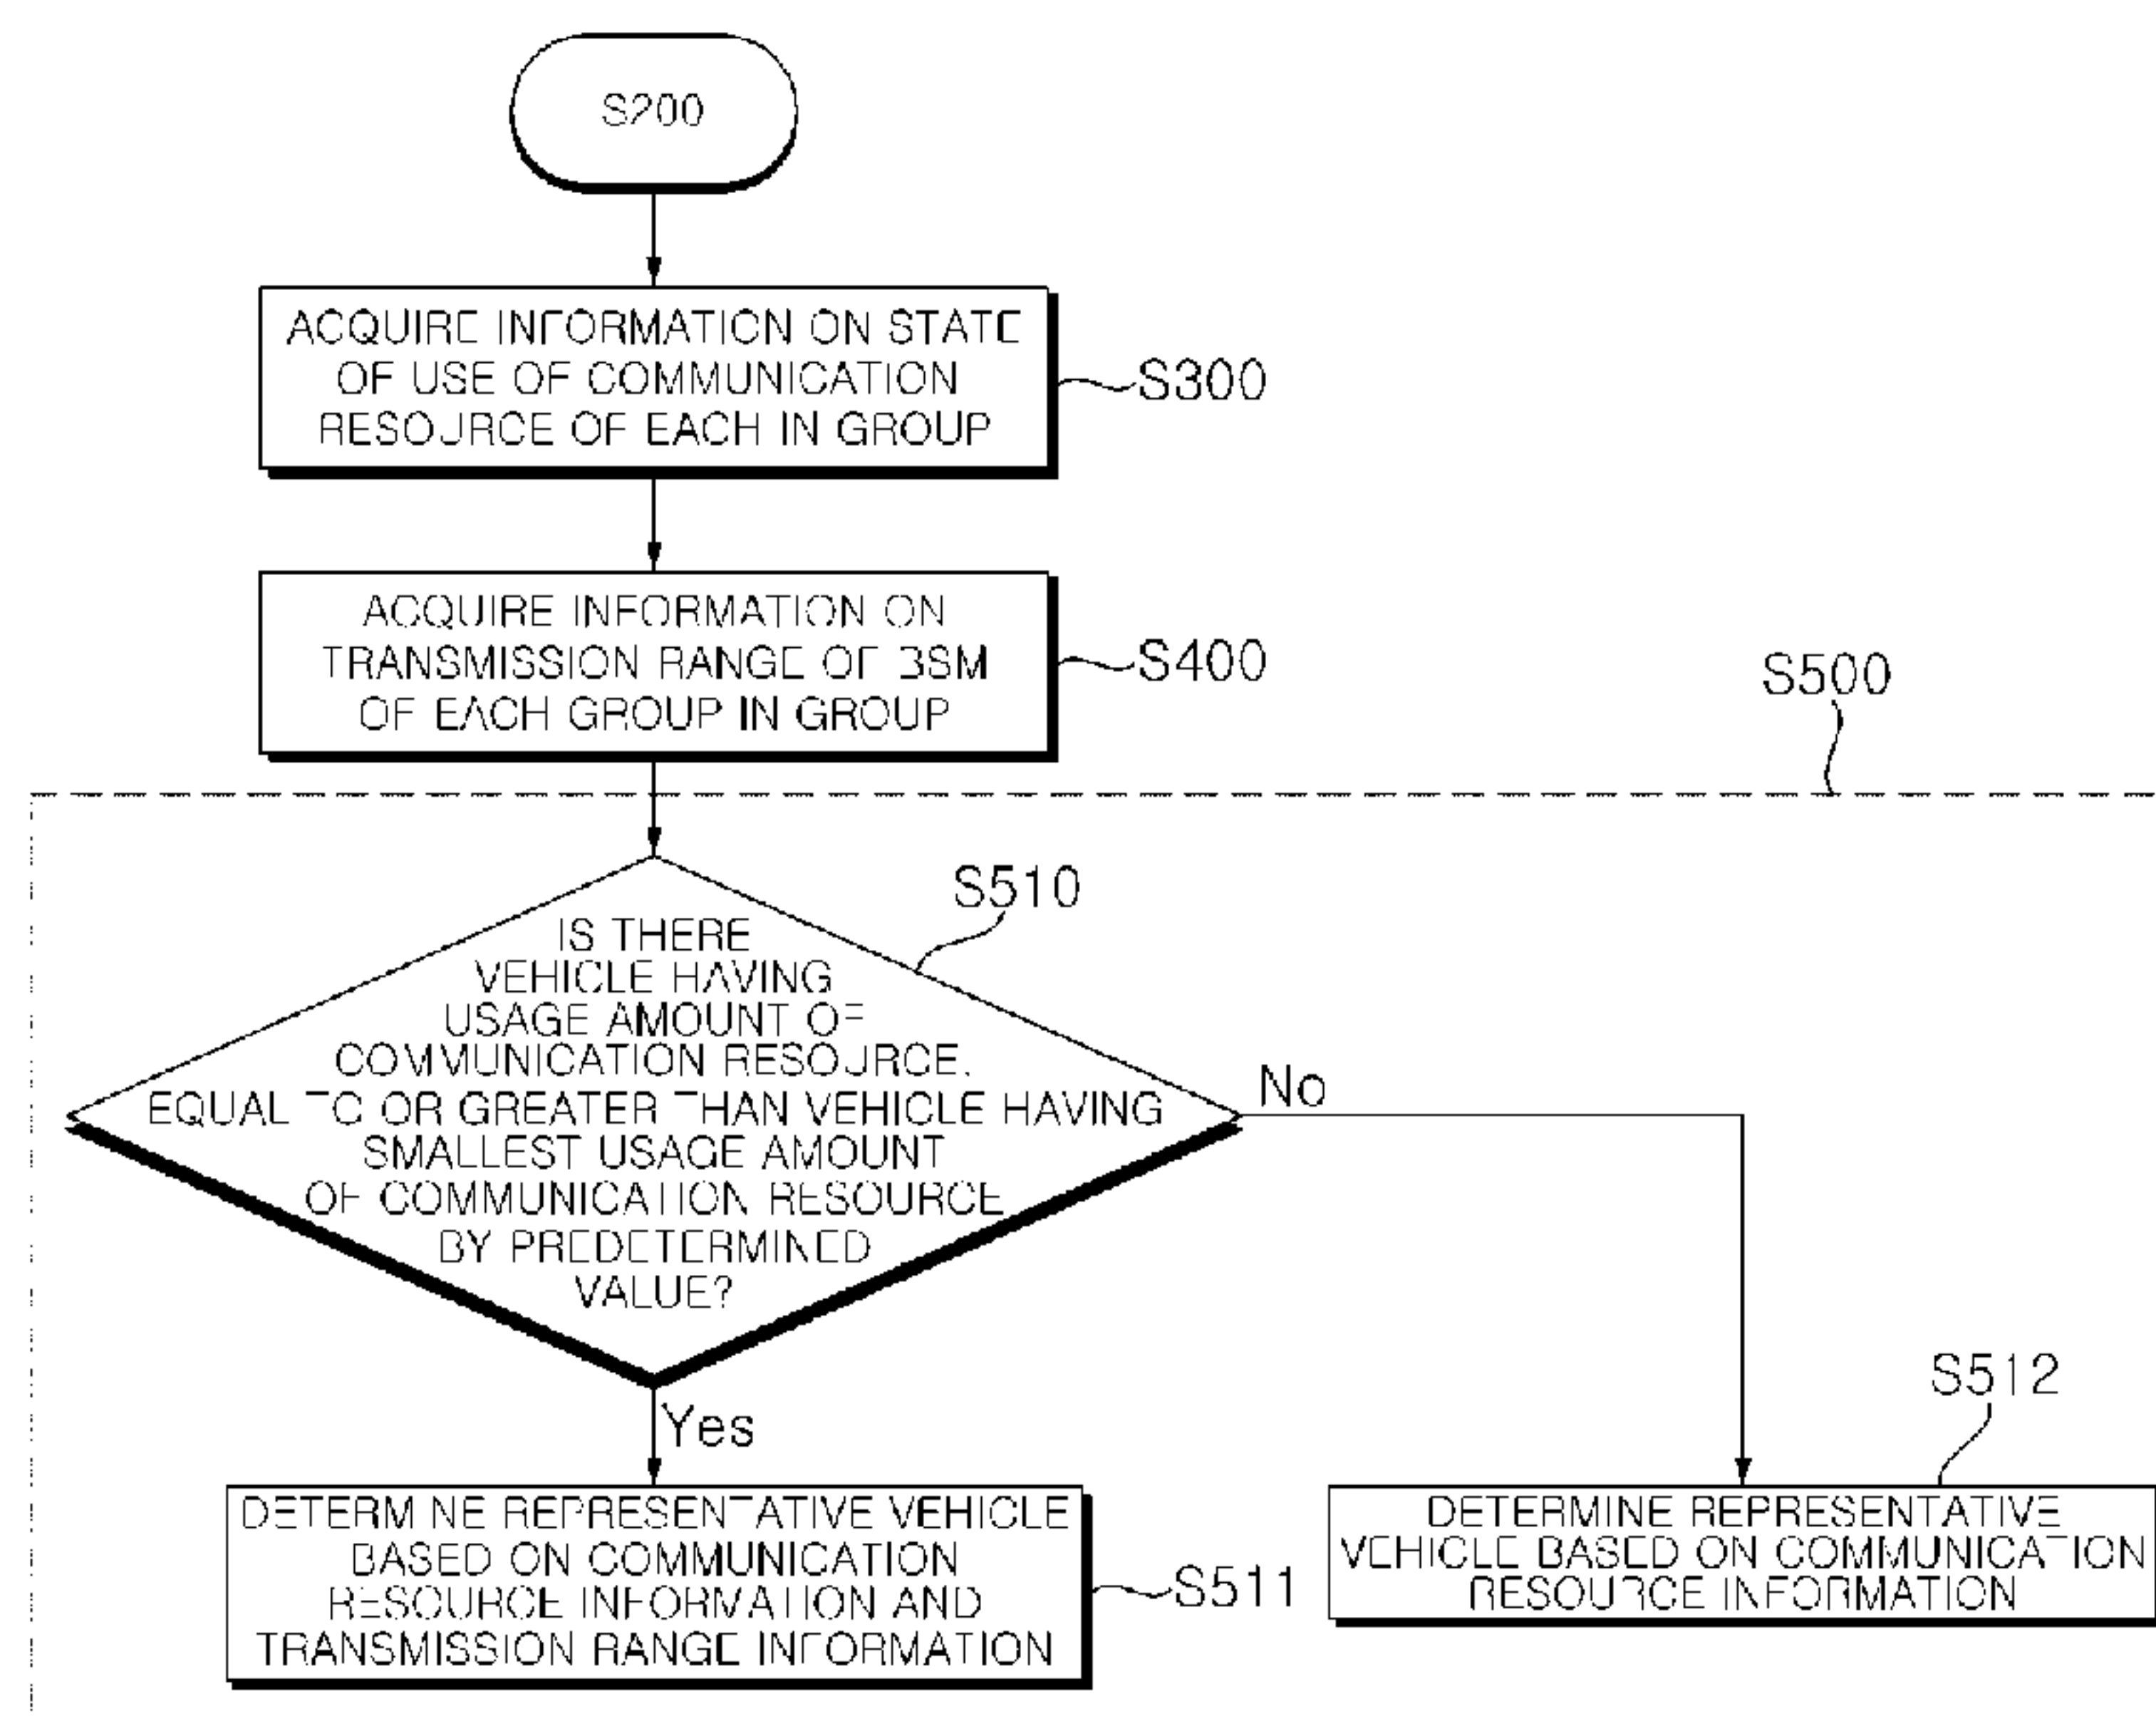 S200
ACQUIRE INFORMATION ON STATE
OF USE OF COMMUNICATION
RESOURCE OF EACH IN GROUP
S300
ACQUIRE INFORMATION ON
TRANSMISSION RANGE OF BSM
OF EACH GROUP IN GROUP
S400
S500
S510
IS THERE
VEHICLE HAVING
USAGE AMOUNT OF
COMMUNICATION RESOURCE,
EQUAL TO OR GREATER THAN VEHICLE HAVING
SMALLEST USAGE AMOUNT
OF COMMUNICATION RESOURCE
BY PREDETERMINED
VALUE?
No
Yes
S512
DETERMINE REPRESENTATIVE VEHICLE
BASED ON COMMUNICATION
RESOURCE INFORMATION AND
TRANSMISSION RANGE INFORMATION
S511
DETERMINE REPRESENTATIVE
VEHICLE BASED ON COMMUNICATION
RESOURCE INFORMATION